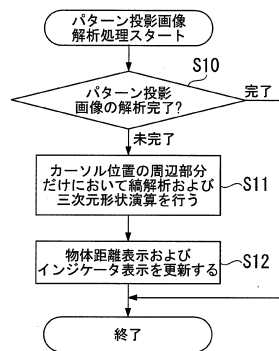 パターン投影画像
解析処理スタート
S10
パターン投影
画像の解析完了?
完了
未完了
カーソル位置の周辺部分
だけにおいて縞解析および
三次元形状演算を行う
S11
物体距離表示および
インジケータ表示を更新する
S12
終了